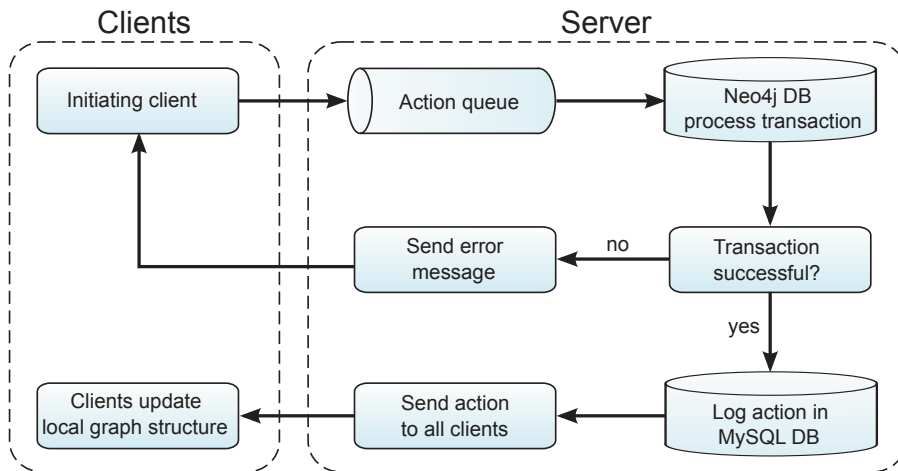 Clients
Server
Initiating client
Action queue
Neo4j DB
process transaction
Send error
message
no
Transaction
successful?
yes
Clients update
local graph structure
Send action
to all clients
Log action in
MySQL DB